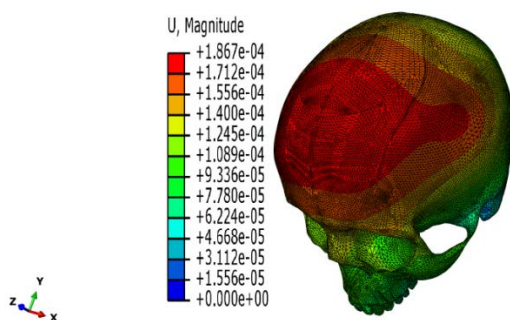 U, Magnitude
+1.867e-04
+1.712e-04
+1.556e-04
+1.400e-04
+1.245e-04
+1.089e-04
+9.336e-05
+7.780e-05
+6.224e-05
+4.668e-05
+3.112e-05
+1.556e-05
+0.000e+00
Y
Z
X